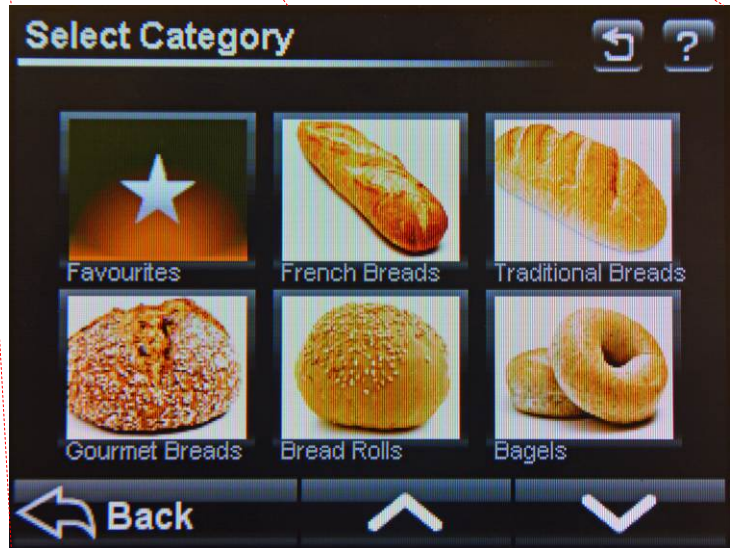 Select Category
?
Favourites
French Breads
Traditional Breads
Gourmet Breads
Bread Rolls
Bagels
Back